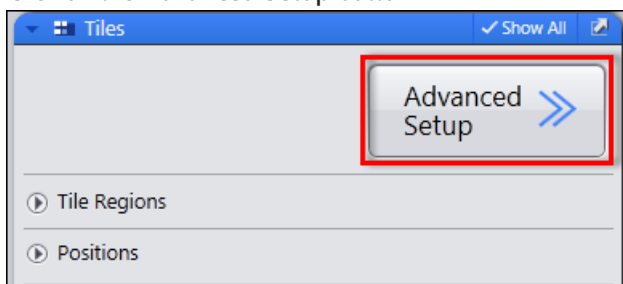 Tiles Show All
Advanced
Setup
Tile Regions
Positions